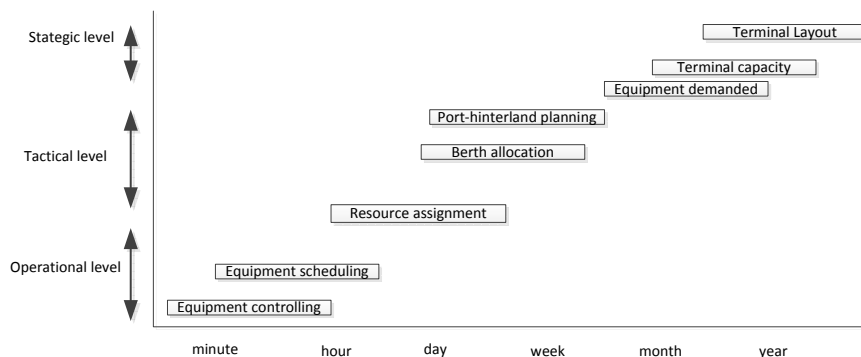 Stategic level
Terminal Layout
Terminal capacity
Equipment demanded
Port-hinterland planning
Tactical level
Berth allocation
Resource assignment
Operational level
Equipment scheduling
Equipment controlling
minute hour day week month year